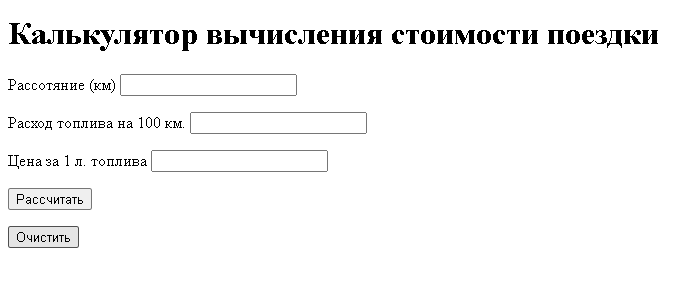 Калькулятор вычисления стоимости поездки
Рассотяние (км)
Расход топлива на 100 км.
Цена за 1 л. топлива
Рассчитать
Очистить